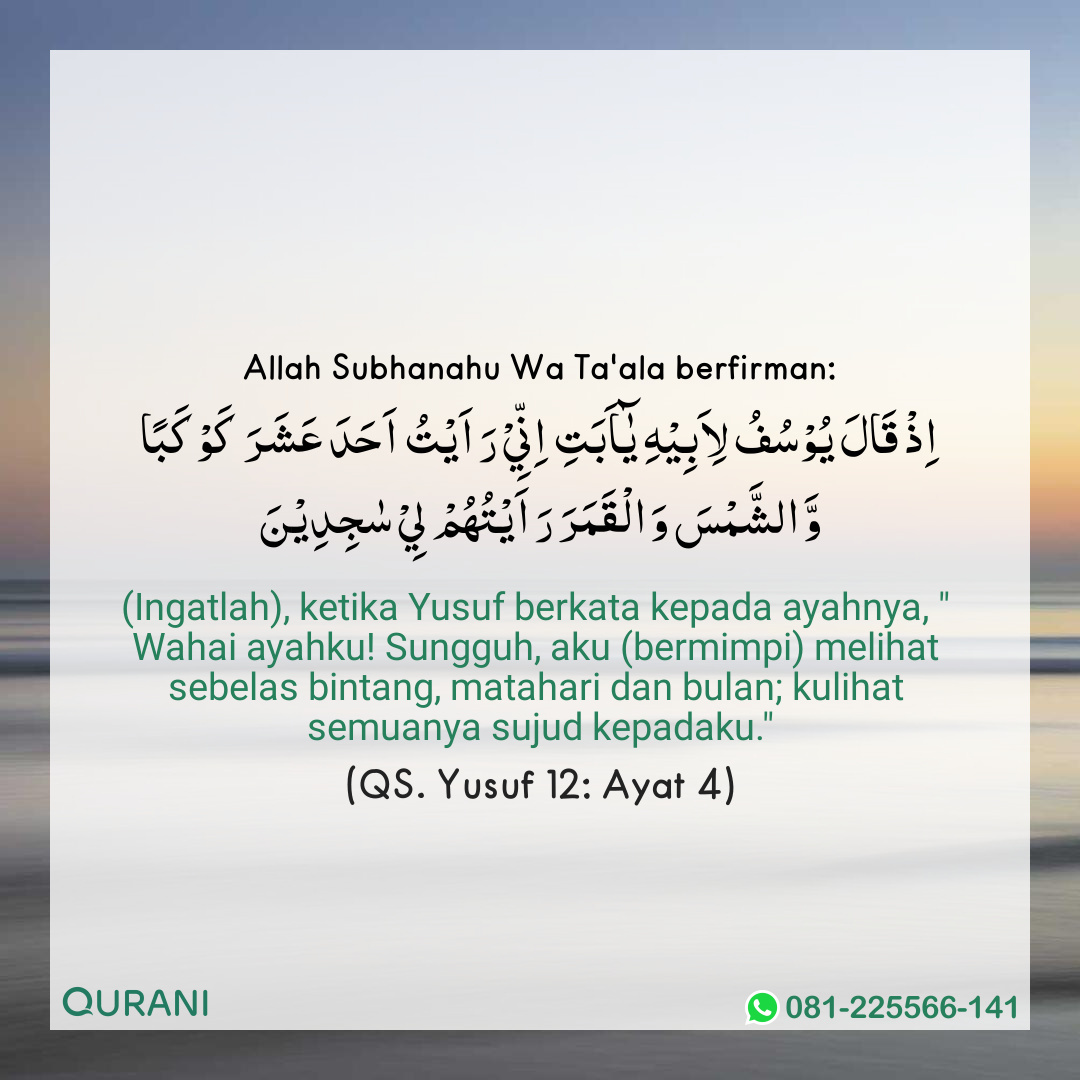 Allah Subhanahu Wa Ta'ala berfirman:
اِذْ قَالَ يُوْسُفُ لِاَبِيْهِ يٰۤاَبَتِ اِنِّيْ رَاَيْتُ اَحَدَ عَشَرَ كَوْكَبًا
وَّالشَّمْسَ وَالْقَمَرَ رَاَيْتُهُمْ لِيْ سٰجِدِيْنَ
(Ingatlah), ketika Yusuf berkata kepada ayahnya, "
Wahai ayahku! Sungguh, aku (bermimpi) melihat
sebelas bintang, matahari dan bulan; kulihat
semuanya sujud kepadaku."
(QS. Yusuf 12: Ayat 4)
QURANI
081-225566-141